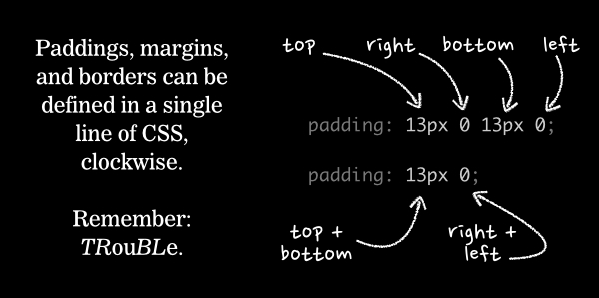 Paddings, margins,
and borders can be
defined in a single
line of CSS,
clockwise.
Remember:
TRouBLe.
top right bottom left
padding: 13px 0 13px 0;
padding: 13px 0;
top +
bottom
right +
left